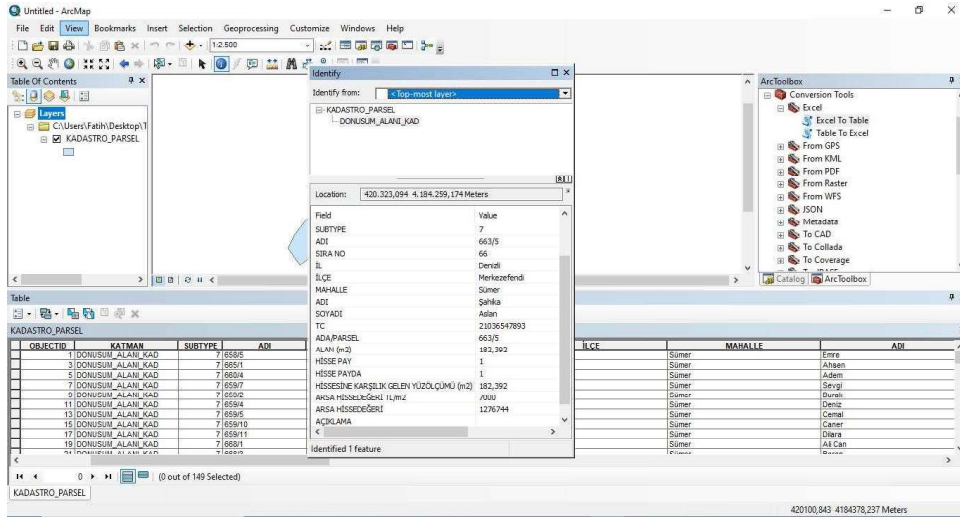 Untitled - ArcMap
File Edit View Bookmarks Insert Selection Geoprocessing Customize Windows Help
1:2.500
Table Of Contents
Layers
C:\Users\Fatih\Desktop\T
KADASTRO_PARSEL
Identify
Identify from: <Top-most layer>
KADASTRO_PARSEL
DONUSUM_ALANI_KAD
Location: 420.323,094 4.184.259,174 Meters
Field Value
SUBTYPE 7
ADI 663/5
SIRA NO 66
İL Denizli
İLÇE Merkezefendi
MAHALLE Sümer
ADI Şahika
SOYADI Aslan
TC 21036547893
ADA/PARSEL 663/5
ALAN (m2) 182,392
HİSSE PAY 1
HİSSE PAYDA 1
HİSSESİNE KARŞILIK GELEN YÜZÖLÇÜMÜ (m2) 182,392
ARSA HİSSEDEĞERİ TL/m2 7000
ARSA HİSSEDEĞERİ 1276744
AÇIKLAMA
Identified 1 feature
ArcToolbox
Conversion Tools
Excel
Excel To Table
Table To Excel
From GPS
From KML
From PDF
From Raster
From WFS
JSON
Metadata
To CAD
To Collada
To Coverage
Catalog ArcToolbox
Table
KADASTRO_PARSEL
OBJECTID KATMAN SUBTYPE ADI İLÇE MAHALLE ADI
1 DONUSUM_ALANI_KAD 7 658/5 Sümer Emre
3 DONUSUM_ALANI_KAD 7 665/1 Sümer Ahsen
5 DONUSUM_ALANI_KAD 7 660/4 Sümer Adem
7 DONUSUM_ALANI_KAD 7 659/7 Sümer Sevgi
9 DONUSUM_ALANI_KAD 7 659/2 Sümer
11 DONUSUM_ALANI_KAD 7 659/4 Sümer Deniz
13 DONUSUM_ALANI_KAD 7 659/5 Sümer Cemal
15 DONUSUM_ALANI_KAD 7 659/10 Sümer Caner
17 DONUSUM_ALANI_KAD 7 659/11 Sümer Dilara
19 DONUSUM_ALANI_KAD 7 668/1 Sümer Ali Can
0 (0 out of 149 Selected)
KADASTRO_PARSEL
420100,843 4184378,237 Meters